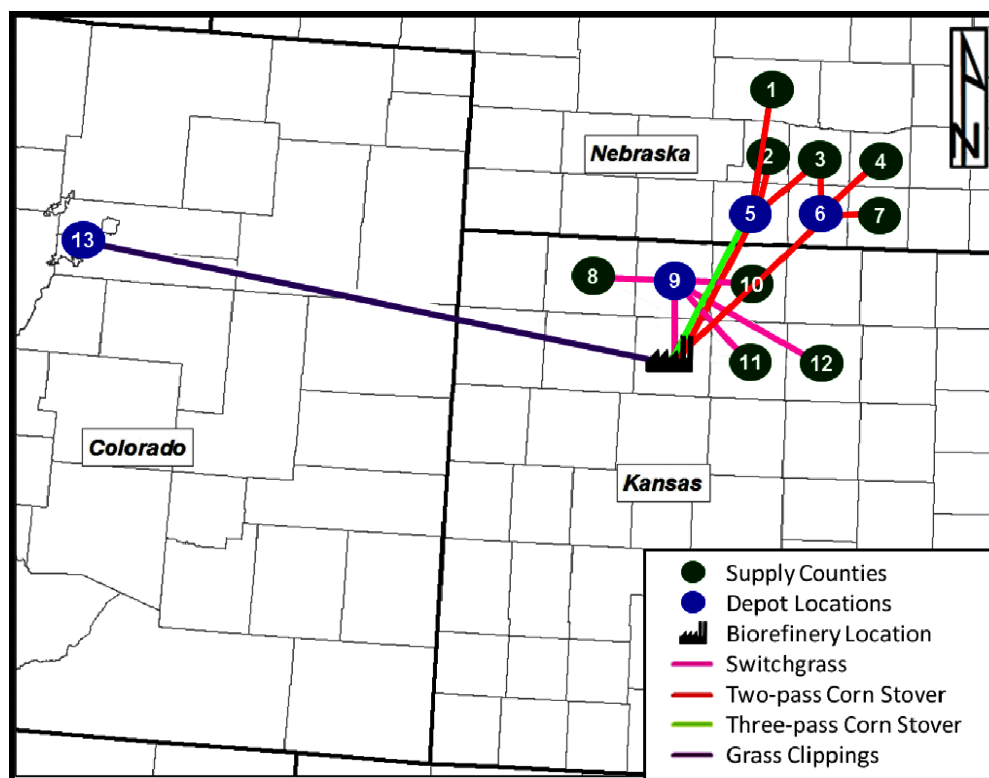 1
Nebraska
2
3
4
5
6
7
13
8
9
10
11
12
Colorado
Kansas
Supply Counties
Depot Locations
Biorefinery Location
Switchgrass
Two-pass Corn Stover
Three-pass Corn Stover
Grass Clippings
N